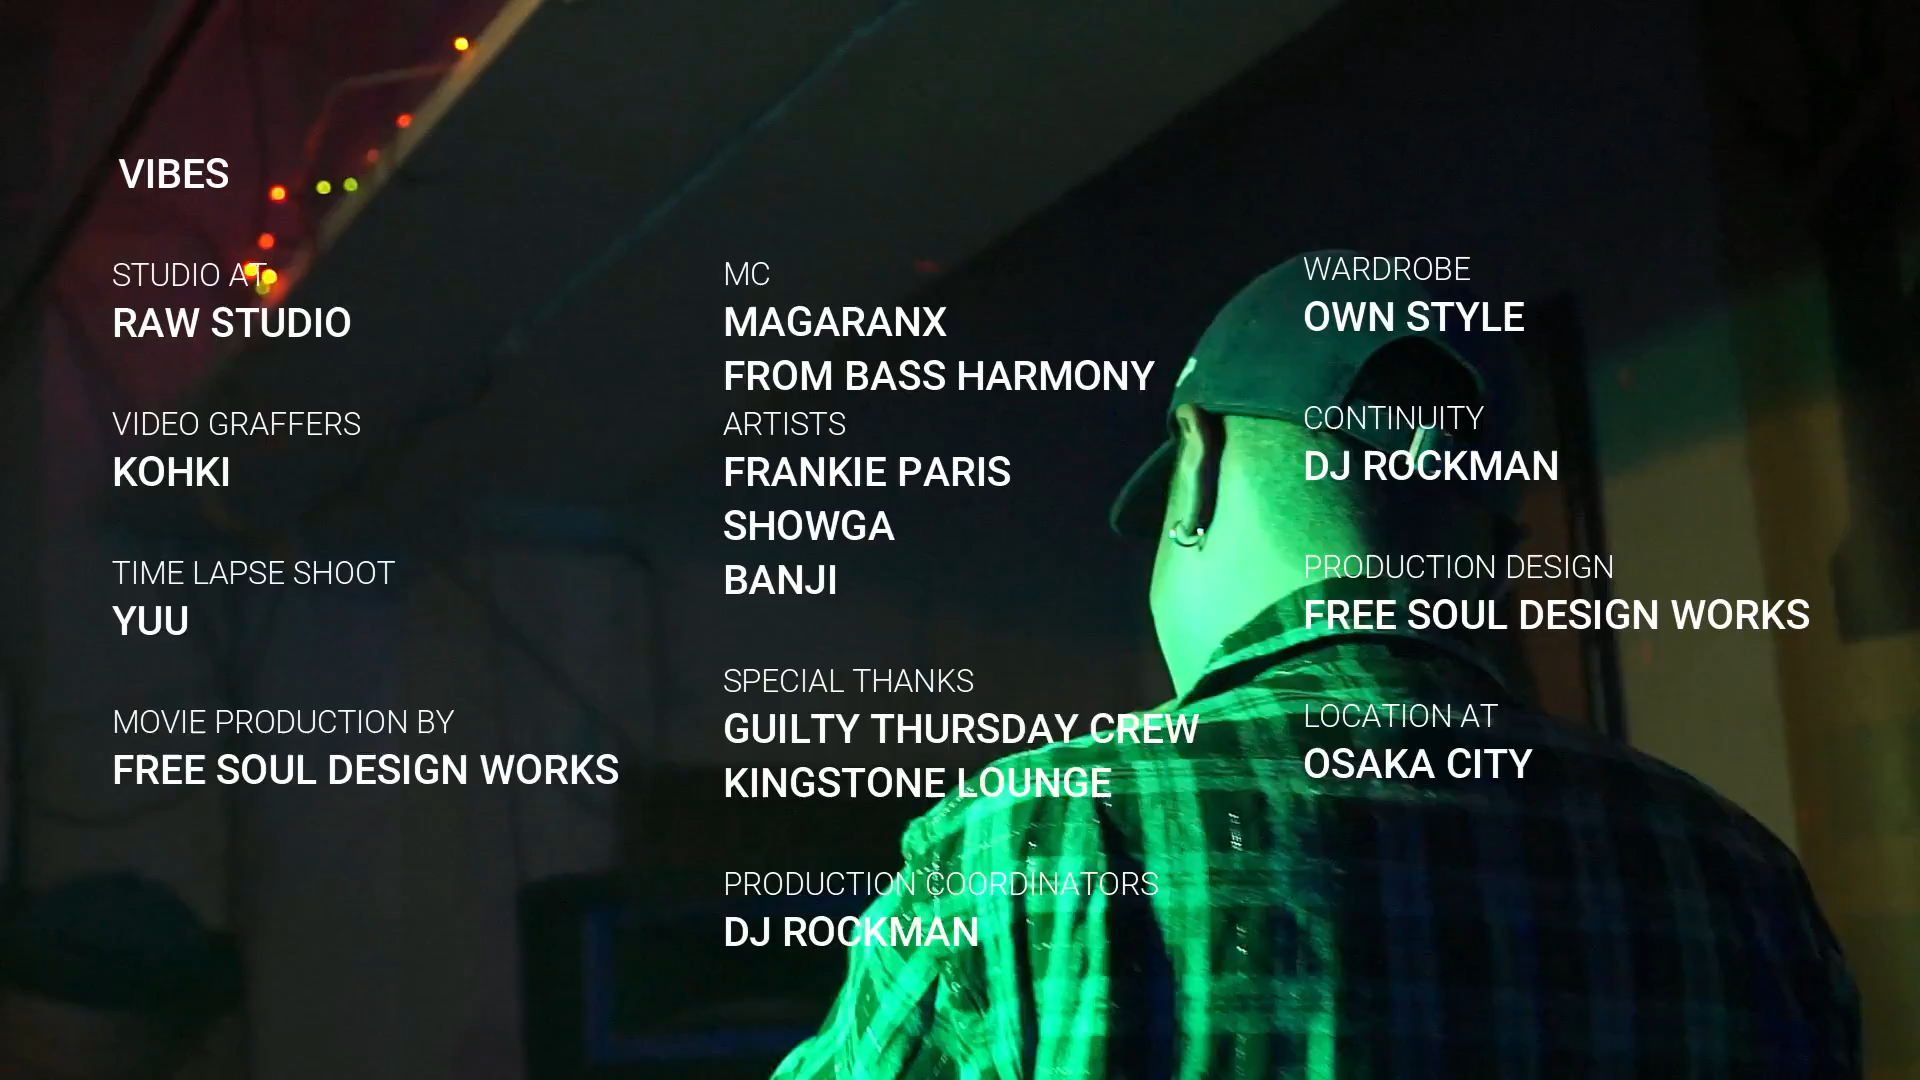 VIBES
STUDIO AT
RAW STUDIO
VIDEO GRAFFERS
KOHKI
TIME LAPSE SHOOT
YUU
MOVIE PRODUCTION BY
FREE SOUL DESIGN WORKS
MC
MAGARANX
FROM BASS HARMONY
ARTISTS
FRANKIE PARIS
SHOWGA
BANJI
SPECIAL THANKS
GUILTY THURSDAY CREW
KINGSTONE LOUNGE
PRODUCTION COORDINATORS
DJ ROCKMAN
WARDROBE
OWN STYLE
CONTINUITY
DJ ROCKMAN
PRODUCTION DESIGN
FREE SOUL DESIGN WORKS
LOCATION AT
OSAKA CITY